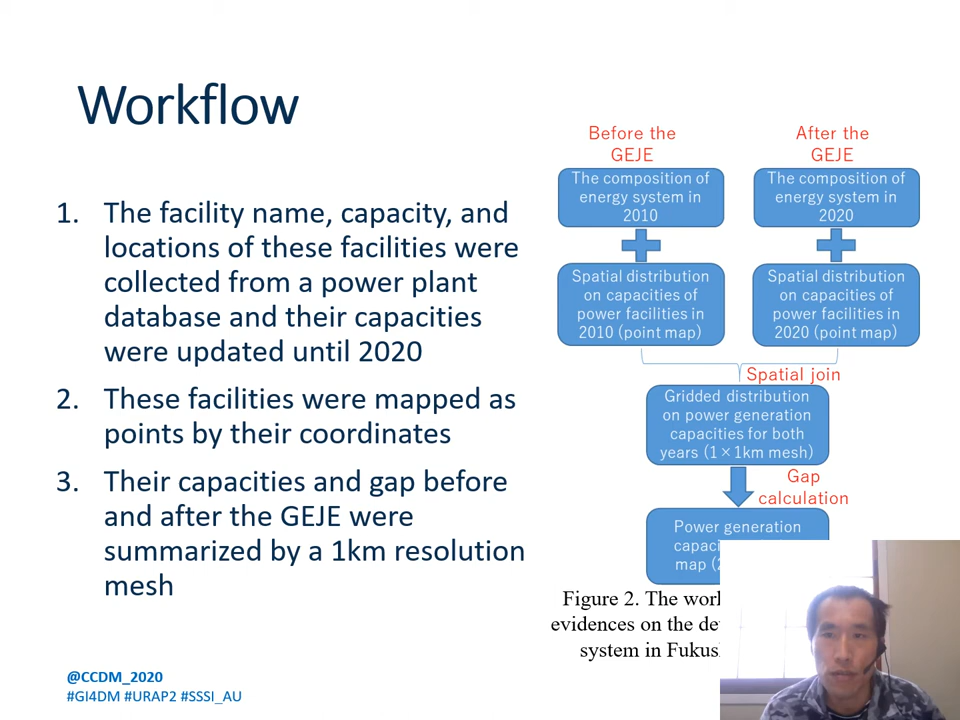 Workflow
1. The facility name, capacity, and
locations of these facilities were
collected from a power plant
database and their capacities
were updated until 2020
2. These facilities were mapped as
points by their coordinates
3. Their capacities and gap before
and after the GEJE were
summarized by a 1km resolution
mesh
@CCDM_2020
#GI4DM #URAP2 #SSSI_AU
Before the
GEJE
The composition of
energy system in
2010
Spatial distribution
on capacities of
power facilities in
2010 (point map)
After the
GEJE
The composition of
energy system in
2020
Spatial distribution
on capacities of
power facilities in
2020 (point map)
Spatial join
Gridded distribution
on power generation
capacities for both
years (1×1km mesh)
Gap
calculation
Power generation
map
Figure 2. The
evidences on the
system in